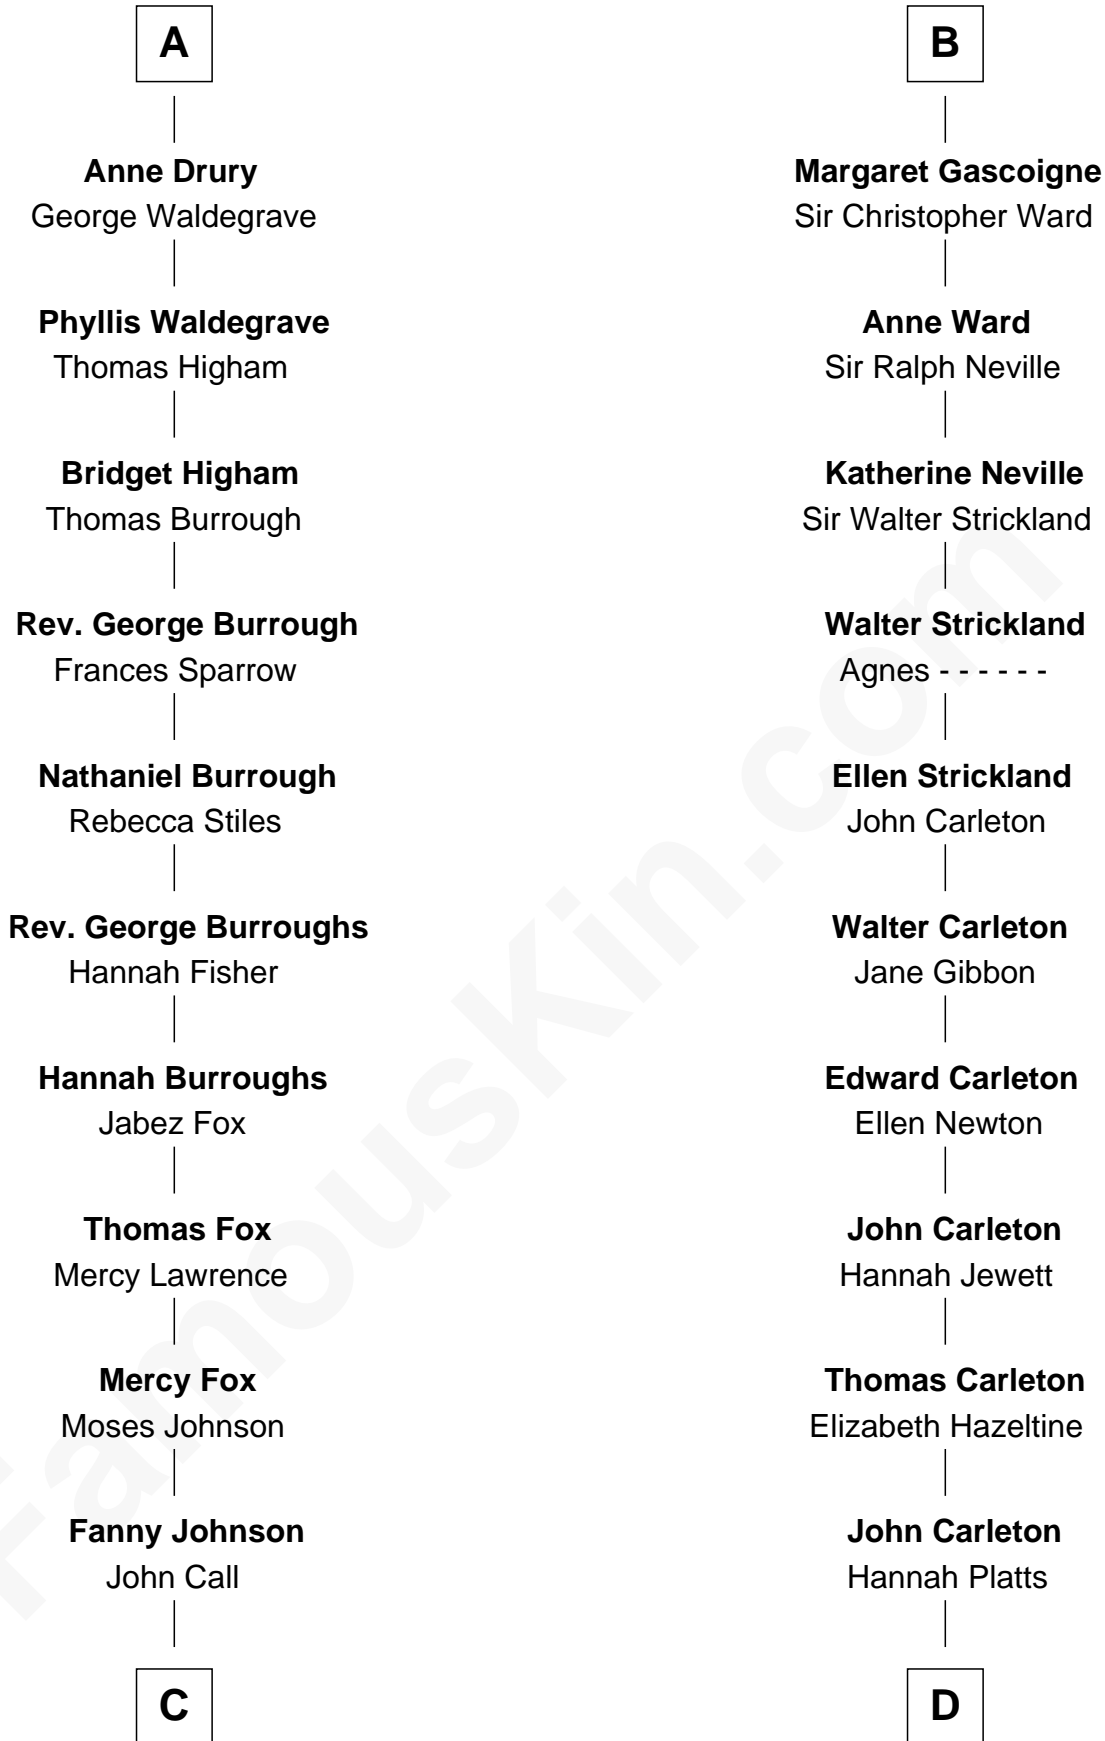 A
Anne Drury
George Waldegrave
Phyllis Waldegrave
Thomas Higham
Bridget Higham
Thomas Burrough
Rev. George Burrough
Frances Sparrow
Nathaniel Burrough
Rebecca Stiles
Rev. George Burroughs
Hannah Fisher
Hannah Burroughs
Jabez Fox
Thomas Fox
Mercy Lawrence
Mercy Fox
Moses Johnson
Fanny Johnson
John Call
C
B
Margaret Gascoigne
Sir Christopher Ward
Anne Ward
Sir Ralph Neville
Katherine Neville
Sir Walter Strickland
Walter Strickland
Agnes - - - - - -
Ellen Strickland
John Carleton
Walter Carleton
Jane Gibbon
Edward Carleton
Ellen Newton
John Carleton
Hannah Jewett
Thomas Carleton
Elizabeth Hazeltine
John Carleton
Hannah Platts
D
FamousKin.com